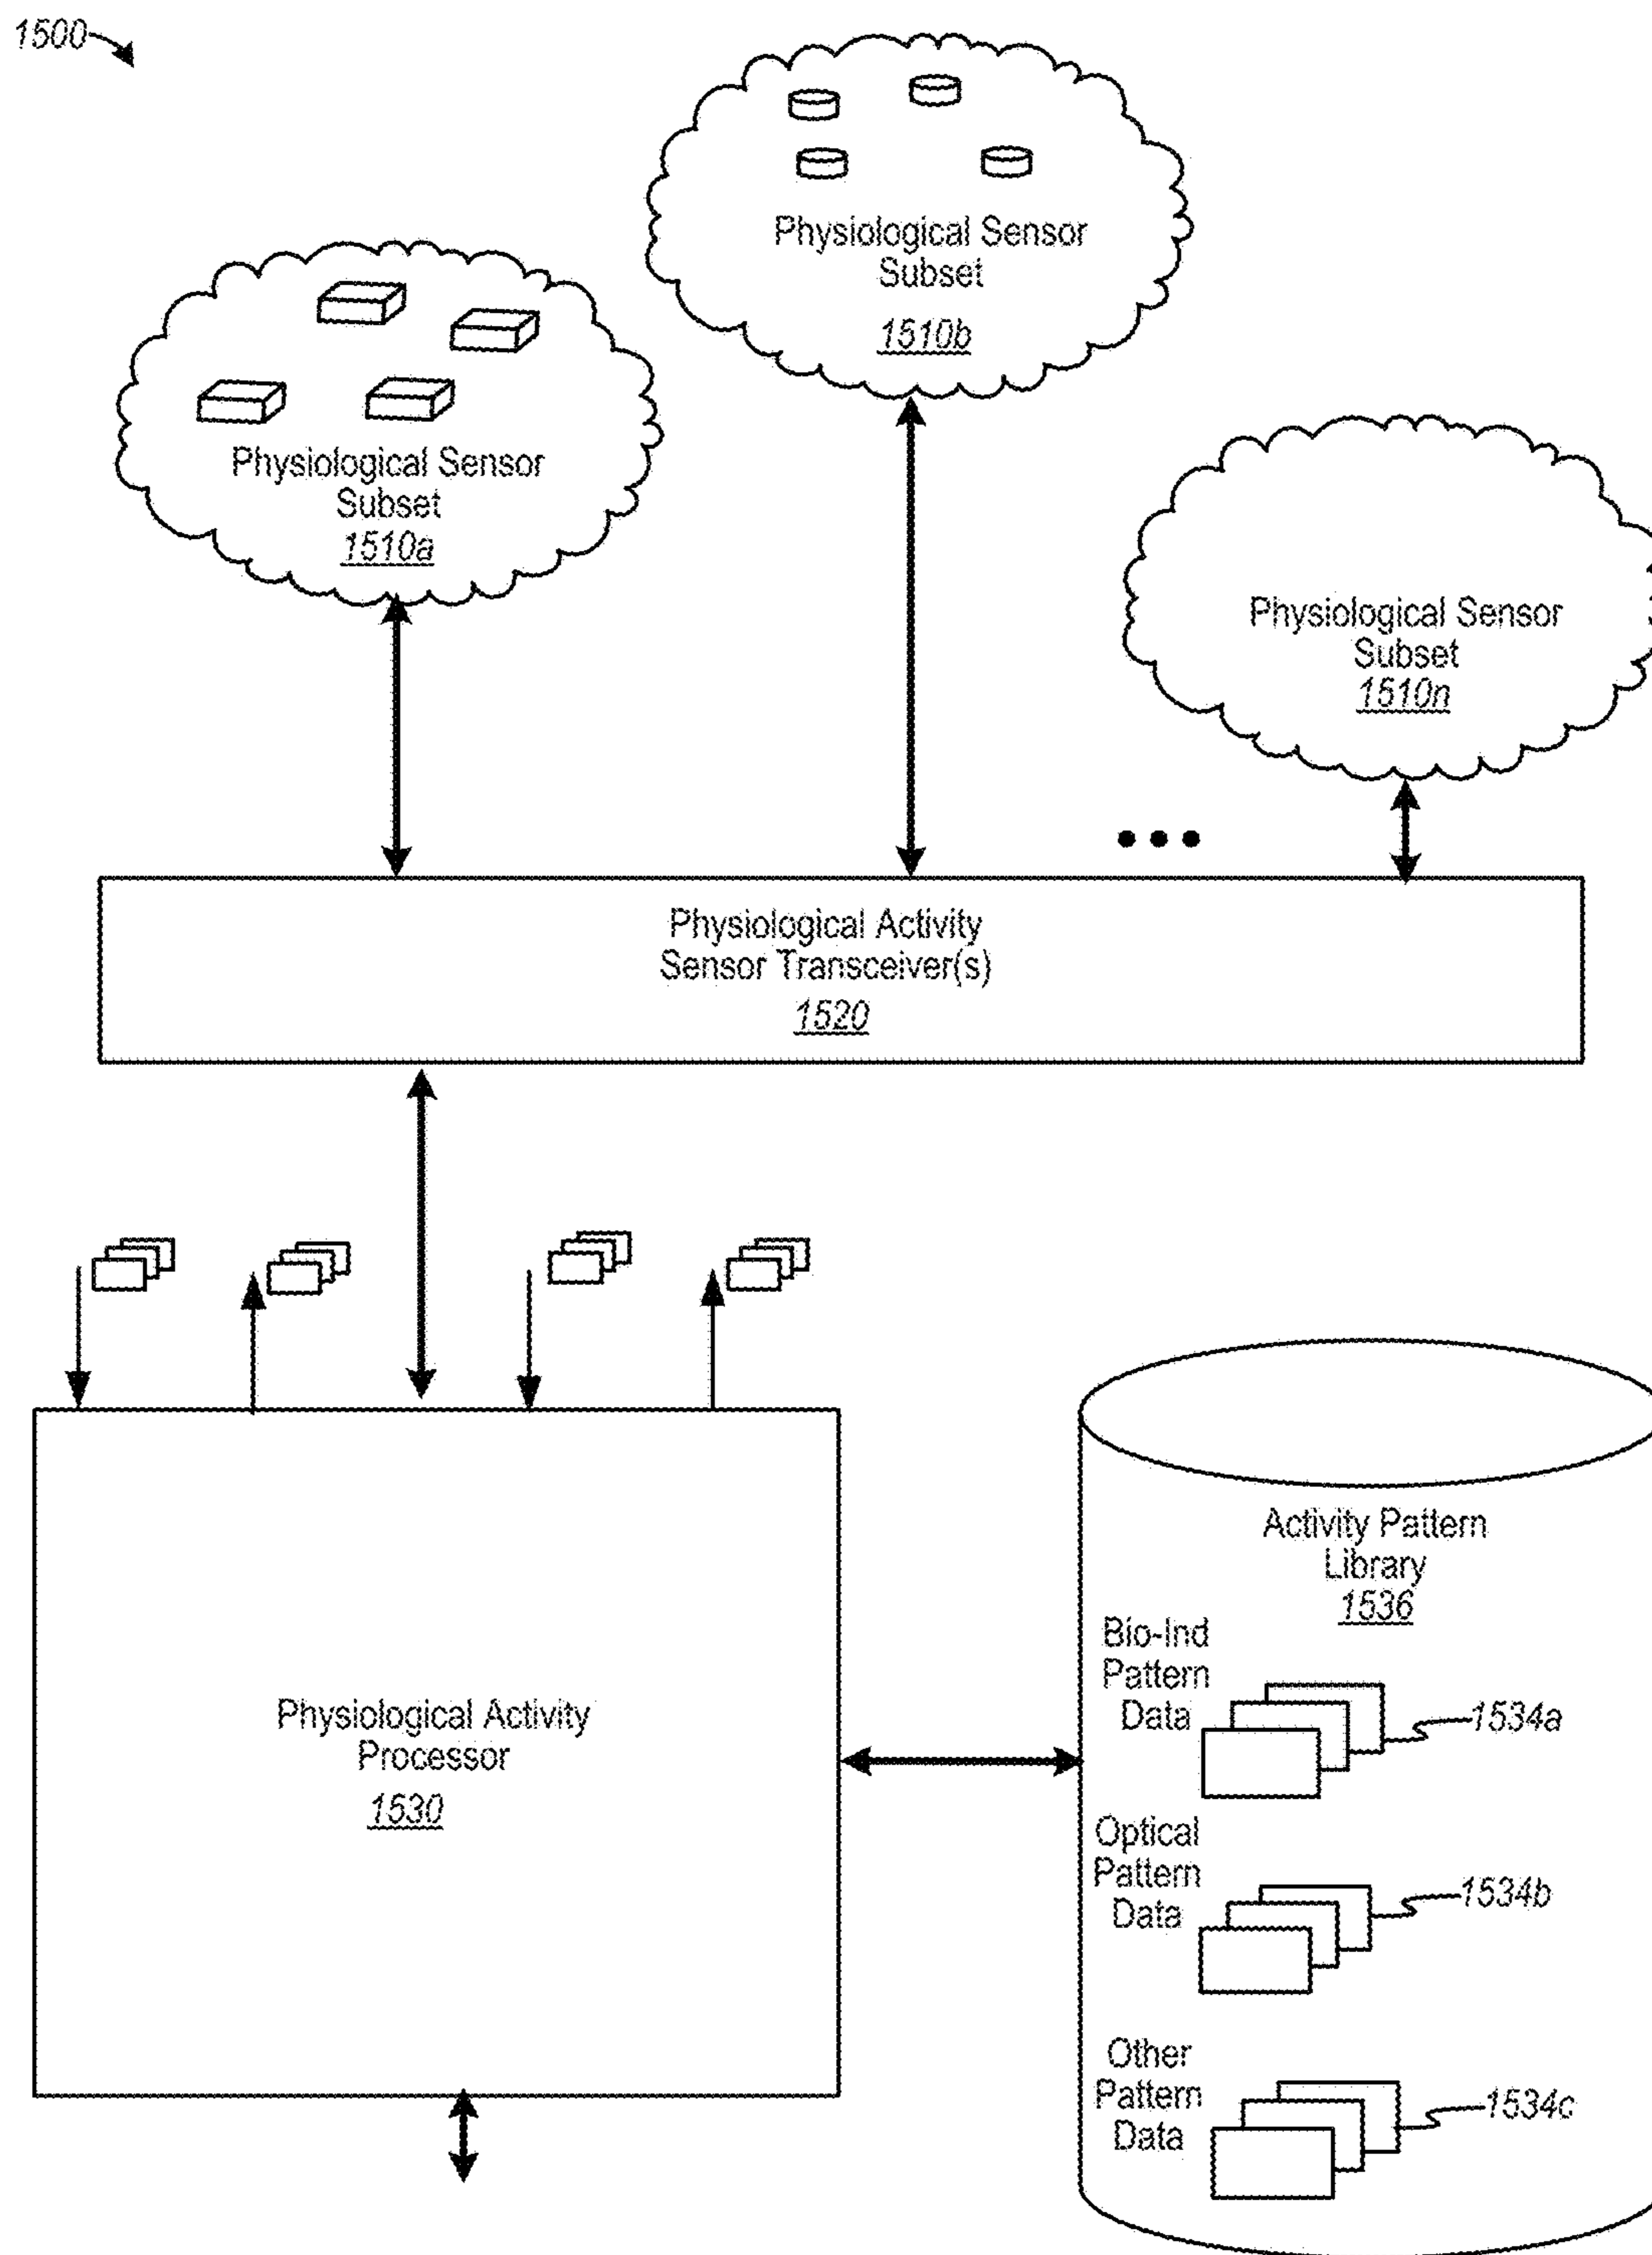 1500
Physiological Sensor
Subset
1510b
Physiological Sensor
Subset
1510a
Physiological Sensor
Subset
1510n
Physiological Activity
Sensor Transceiver(s)
1520
Physiological Activity
Processor
1530
Activity Pattern
Library
1536
Bio-Ind
Pattern
Data
1534a
Optical
Pattern
Data
1534b
Other
Pattern
Data
1534c